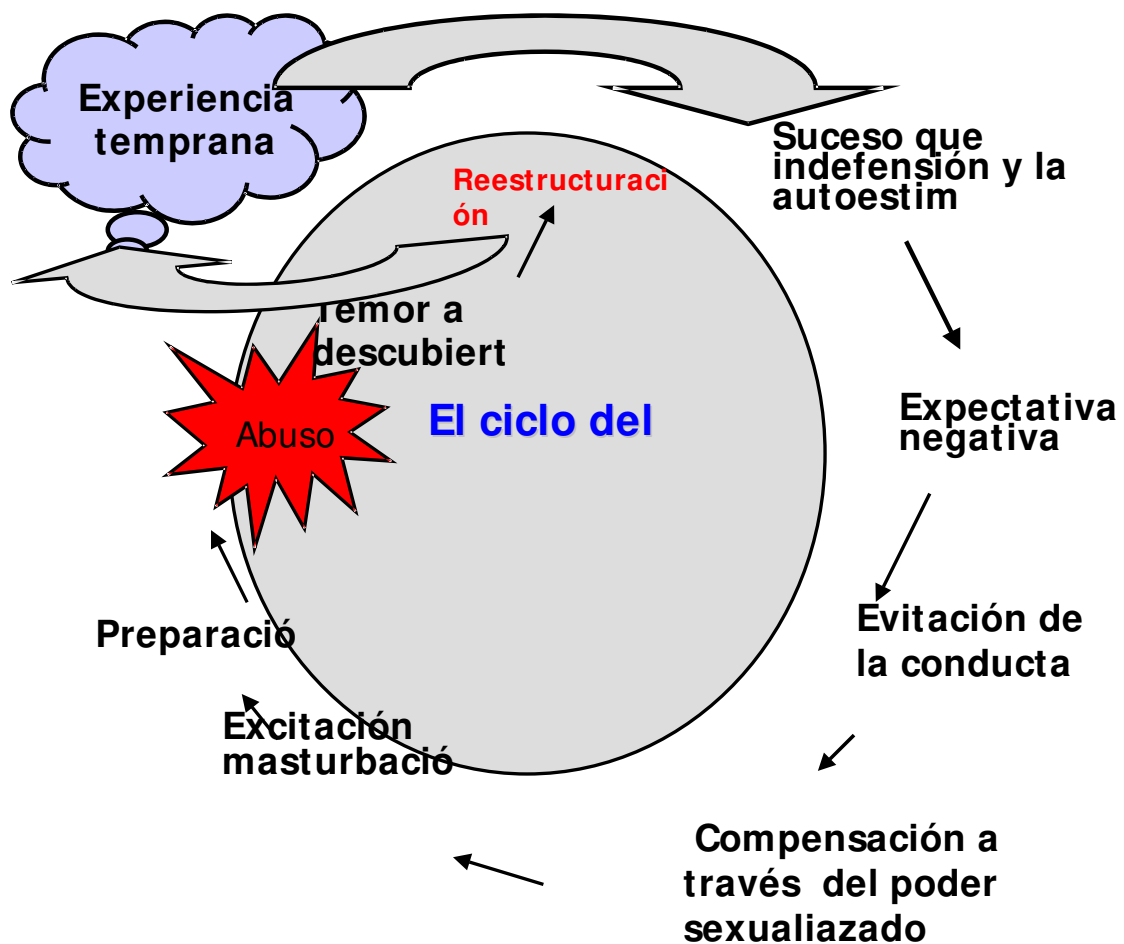 Experiencia
temprana
Suceso que
indefensión y la
autoestim
Reestructuraci
ón
Temor a
descubiert
Abuso
El ciclo del
Expectativa
negativa
Evitación de
la conducta
Preparació
Excitación
masturbació
Compensación a
través del poder
sexualiazado